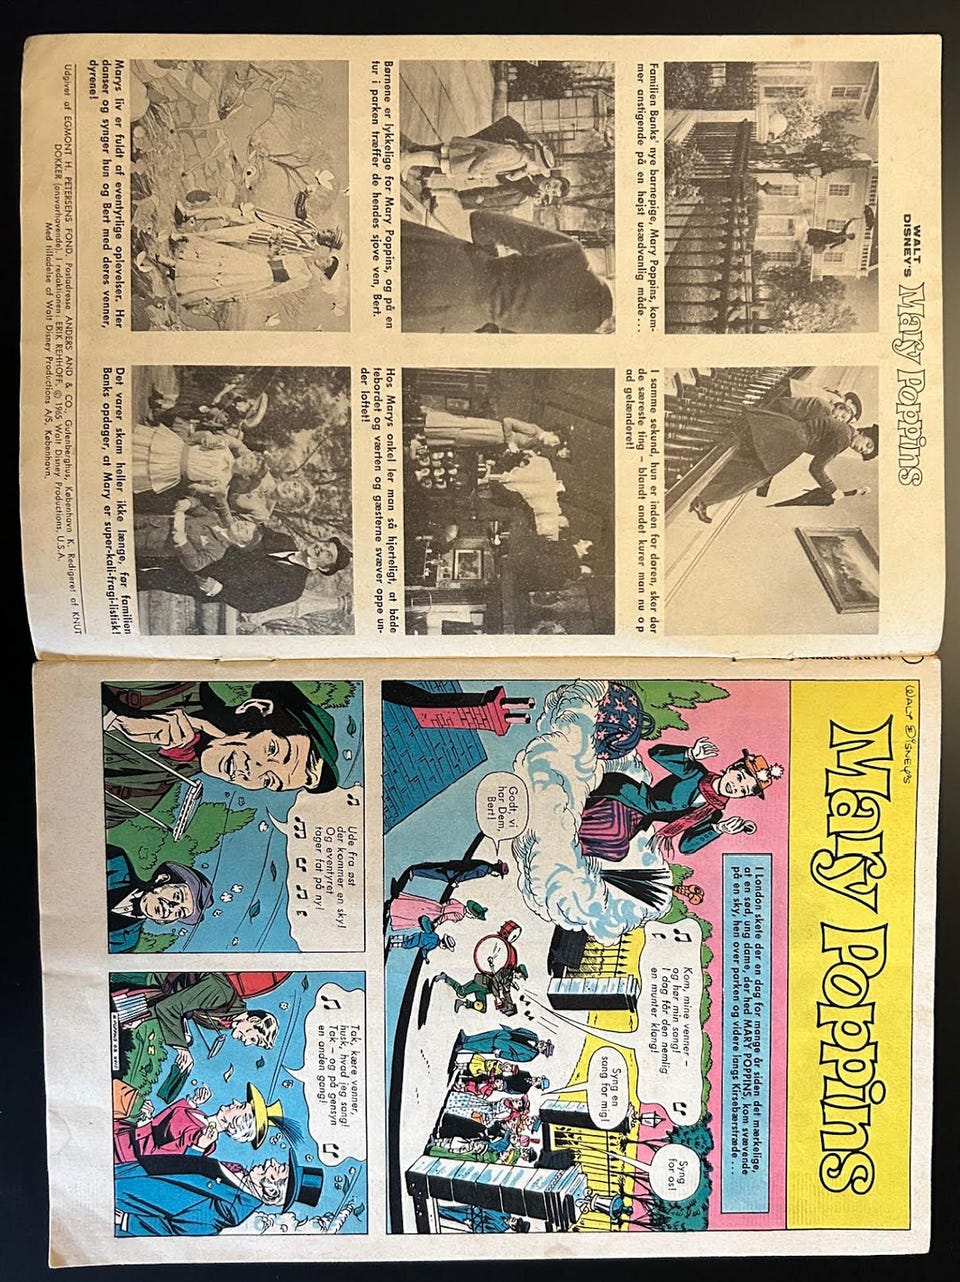 WALT
DISNEY'S
Mary Poppins
Familien Banks' nye barnepige, Mary Poppins, kom-
mer anstigende på en højst usædvanlig måde...
I samme sekund, hun er inden for døren, sker der
de særeste ting – blandt andet kurer man nu op
ad gelænderet!
Børnene er lykkelige for Mary Poppins, og på en
tur i parken træffer de hendes sjove ven, Bert.
Hos Marys onkel ler man så hjerteligt, at både
tebordet og værten og gæsterne svæver oppe un-
der loftet!
Marys liv er fuldt af eventyrlige oplevelser. Her
danser og synger hun og Bert med deres venner,
dyrene!
Det varer skam heller ikke længe, før familien
Banks opdager, at Mary er super-kali-fragi-listisk!
Udgivet af EGMONT H. PETERSENS FOND. Postadresse ANDERS AND & CO., Gutenberghus, København K. Redigeret af KNUT
DOKKER (ansvarhavende). I redaktionen: ERIK REHHOFF. © 1965 Walt Disney Productions, U.S.A.
Med tilladelse af Walt Disney Productions A/S, København.
WALT DISNEY'S
Mary Poppins
I London skete der en dag for mange år siden det mærkelige,
at en sød, ung dame, der hed MARY POPPINS, kom svævende
på en sky, hen over parken og videre langs Kirsebærstræde...
Godt, vi
har Dem,
Bert!
Kom, mine venner –
og hør min sang!
I dag får den nemlig
en munter klang!
Syng en
sang for mig!
Syng
for os!
Ude fra øst
der kommer en sky!
Og eventyret
tager fat på ny!
Tak, kære venner,
husk, hvad jeg sang!
Tak – og på gensyn
en anden gang!